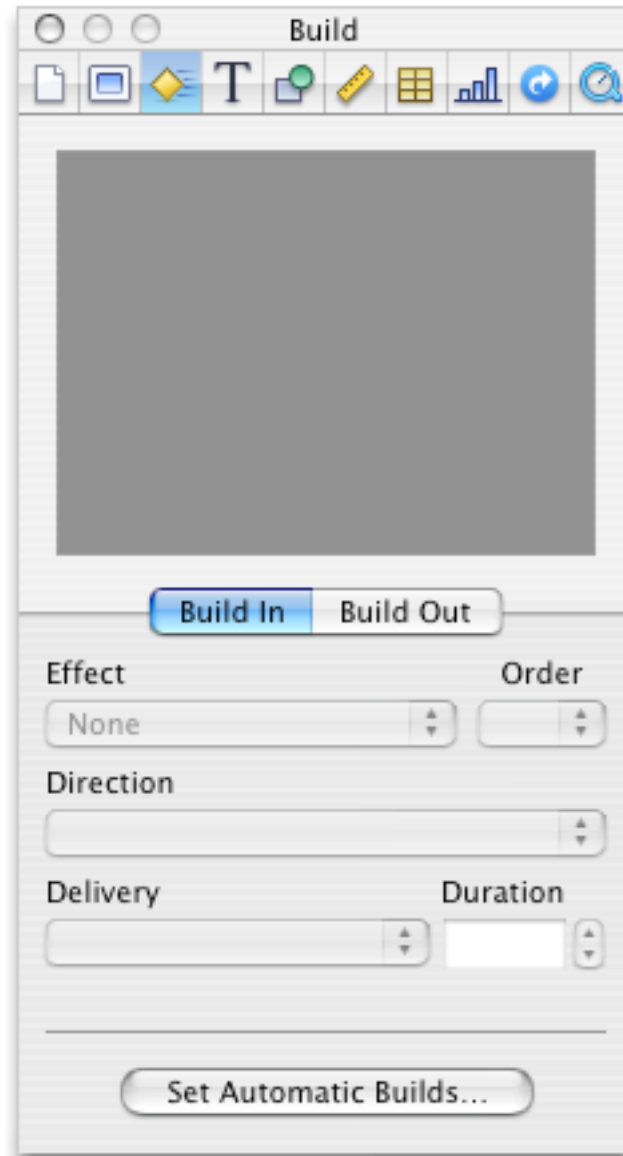 Build
T
Build In Build Out
Effect Order
None
Direction
Delivery Duration
Set Automatic Builds...